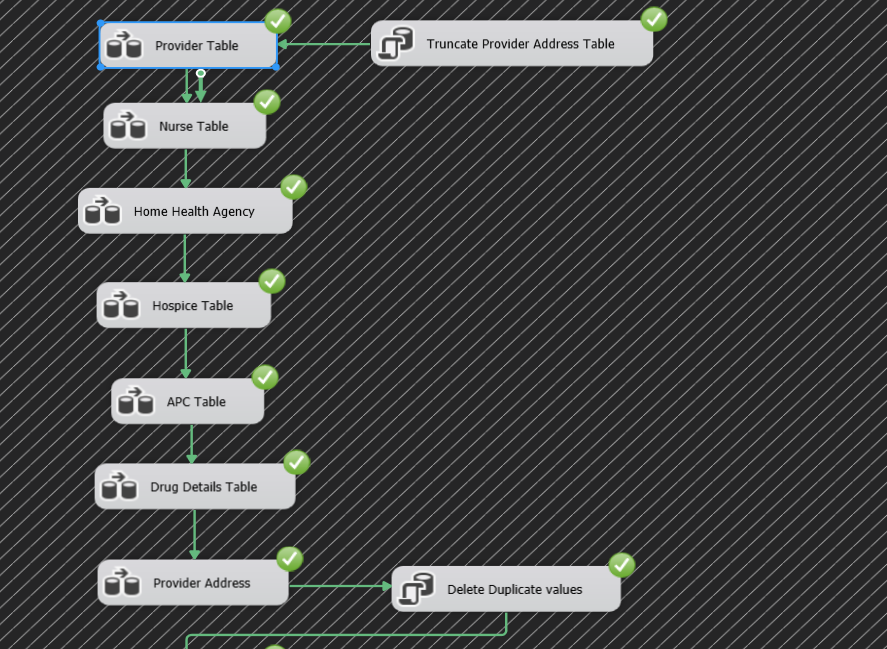 Provider Table
Truncate Provider Address Table
Nurse Table
Home Health Agency
Hospice Table
APC Table
Drug Details Table
Provider Address
Delete Duplicate values